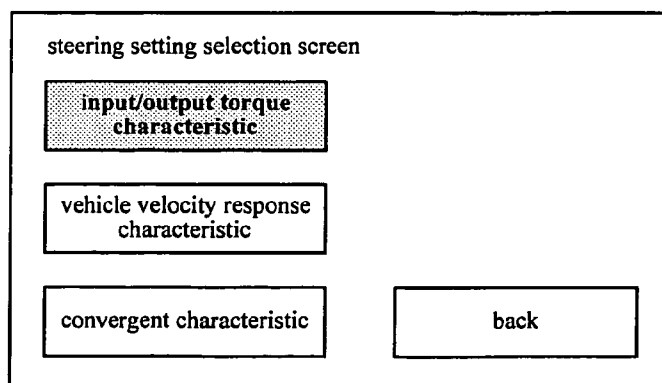 steering setting selection screen
input/output torque
characteristic
vehicle velocity response
characteristic
convergent characteristic
back